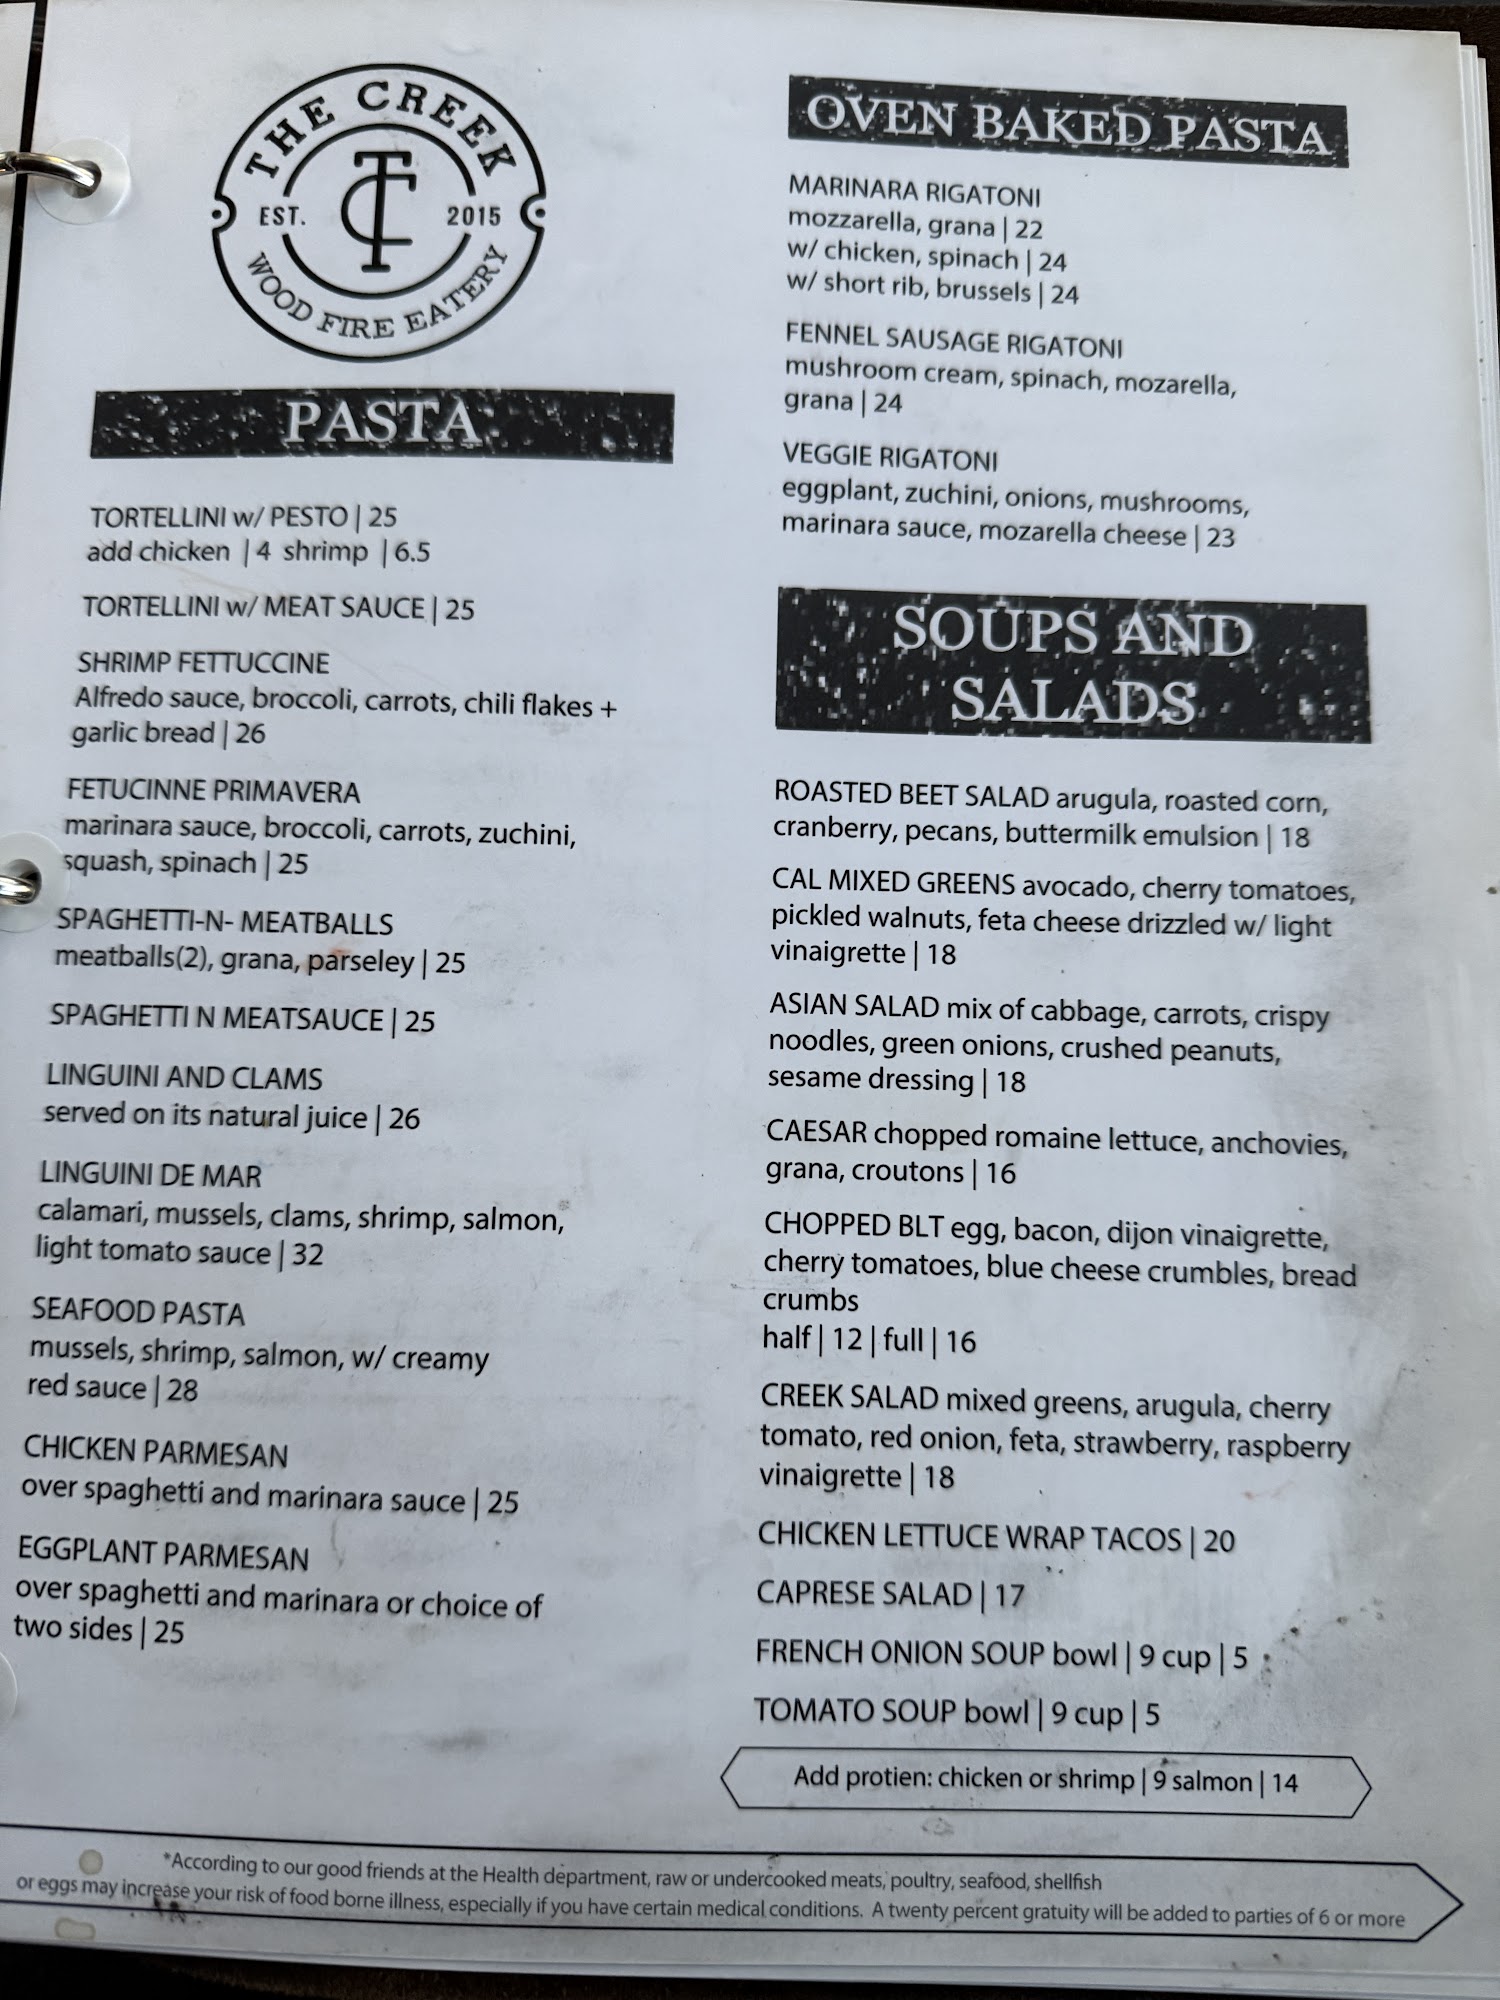 THE CREEK
EST. TC 2015
WOOD FIRE EATERY
PASTA
TORTELLINI w/ PESTO | 25
add chicken | 4 shrimp | 6.5
TORTELLINI w/ MEAT SAUCE | 25
SHRIMP FETTUCCINE
Alfredo sauce, broccoli, carrots, chili flakes +
garlic bread | 26
FETUCINNE PRIMAVERA
marinara sauce, broccoli, carrots, zuchini,
squash, spinach | 25
SPAGHETTI-N- MEATBALLS
meatballs(2), grana, parseley | 25
SPAGHETTI N MEATSAUCE | 25
LINGUINI AND CLAMS
served on its natural juice | 26
LINGUINI DE MAR
calamari, mussels, clams, shrimp, salmon,
light tomato sauce | 32
SEAFOOD PASTA
mussels, shrimp, salmon, w/ creamy
red sauce | 28
CHICKEN PARMESAN
over spaghetti and marinara sauce | 25
EGGPLANT PARMESAN
over spaghetti and marinara or choice of
two sides | 25
OVEN BAKED PASTA
MARINARA RIGATONI
mozzarella, grana | 22
w/ chicken, spinach | 24
w/ short rib, brussels | 24
FENNEL SAUSAGE RIGATONI
mushroom cream, spinach, mozarella,
grana | 24
VEGGIE RIGATONI
eggplant, zuchini, onions, mushrooms,
marinara sauce, mozarella cheese | 23
SOUPS AND
SALADS
ROASTED BEET SALAD arugula, roasted corn,
cranberry, pecans, buttermilk emulsion | 18
CAL MIXED GREENS avocado, cherry tomatoes,
pickled walnuts, feta cheese drizzled w/ light
vinaigrette | 18
ASIAN SALAD mix of cabbage, carrots, crispy
noodles, green onions, crushed peanuts,
sesame dressing | 18
CAESAR chopped romaine lettuce, anchovies,
grana, croutons | 16
CHOPPED BLT egg, bacon, dijon vinaigrette,
cherry tomatoes, blue cheese crumbles, bread
crumbs
half | 12 | full | 16
CREEK SALAD mixed greens, arugula, cherry
tomato, red onion, feta, strawberry, raspberry
vinaigrette | 18
CHICKEN LETTUCE WRAP TACOS | 20
CAPRESE SALAD | 17
FRENCH ONION SOUP bowl | 9 cup | 5
TOMATO SOUP bowl | 9 cup | 5
Add protien: chicken or shrimp | 9 salmon | 14
*According to our good friends at the Health department, raw or undercooked meats, poultry, seafood, shellfish
or eggs may increase your risk of food borne illness, especially if you have certain medical conditions. A twenty percent gratuity will be added to parties of 6 or more